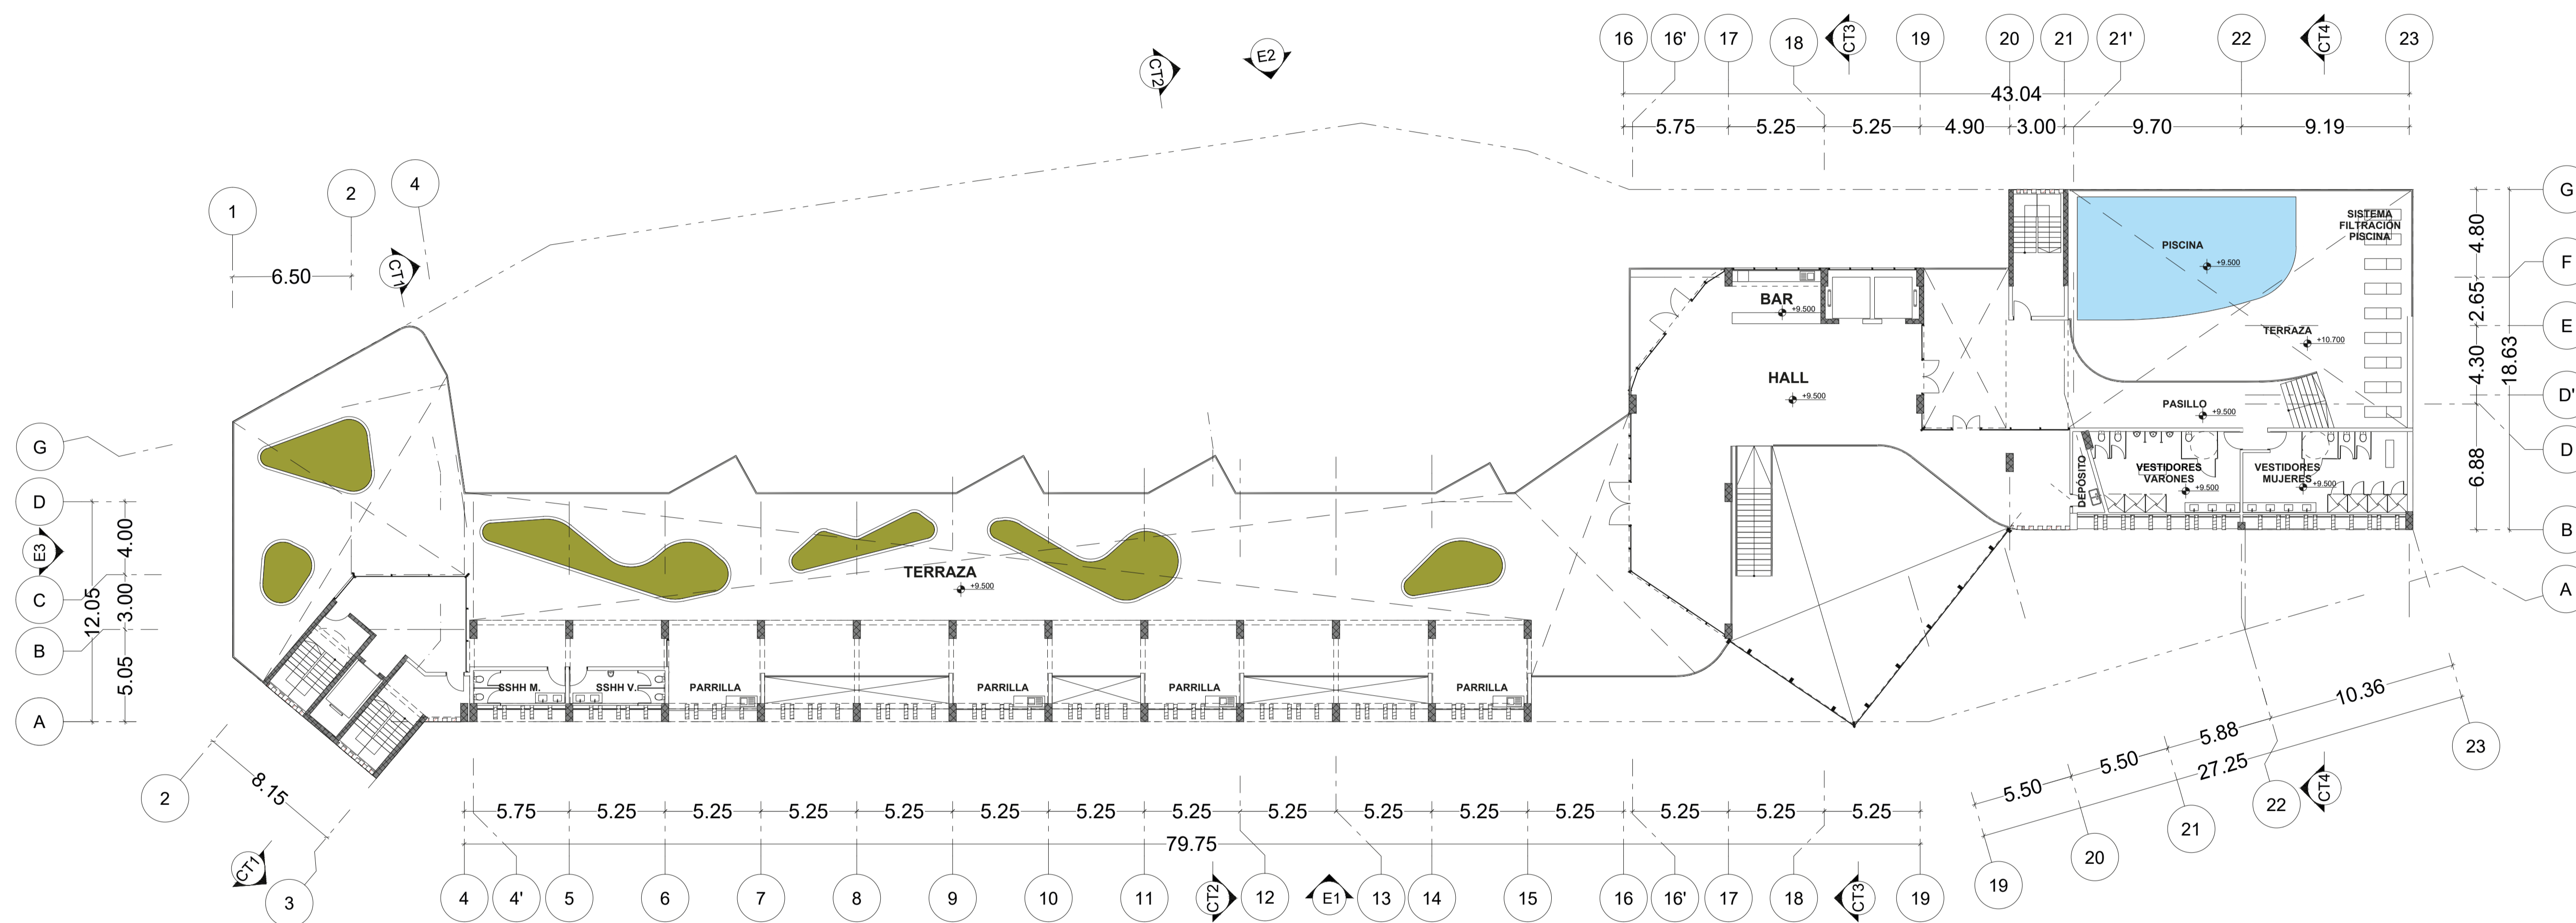 16
16'
17
18
CT3
19
20
21
21'
22
CT4
23
CT2
E2
43.04
5.75
5.25
5.25
4.90
3.00
9.70
9.19
1
2
4
CT1
6.50
G
F
E
D'
D
B
A
4.80
2.65
4.30
6.88
18.63
SISTEMA
FILTRACIÓN
PISCINA
PISCINA
+9.500
BAR
+9.500
TERRAZA
+10.700
HALL
+9.500
PASILLO
+9.500
DEPÓSITO
VESTIDORES
VARONES
+9.500
VESTIDORES
MUJERES
+9.500
G
D
E3
C
B
A
4.00
3.00
5.05
12.05
TERRAZA
+9.500
SSHH M.
SSHH V.
PARRILLA
PARRILLA
PARRILLA
PARRILLA
2
8.15
CT1
3
5.75
5.25
5.25
5.25
5.25
5.25
5.25
5.25
5.25
5.25
5.25
5.25
5.25
5.25
5.25
79.75
4
4'
5
6
7
8
9
10
11
CT2
12
E1
13
14
15
16
16'
17
18
CT3
19
5.50
5.50
5.88
10.36
27.25
19
20
21
22
CT4
23